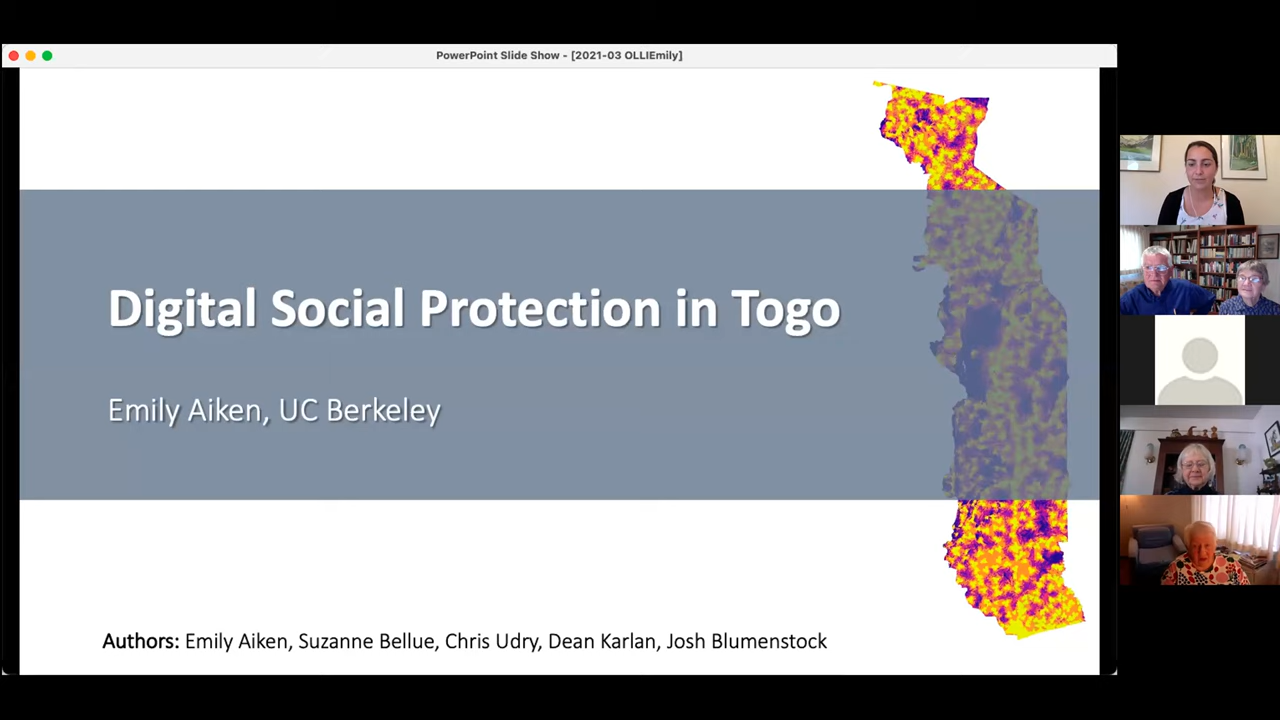 PowerPoint Slide Show - [2021-03 OLLIEmily]
Digital Social Protection in Togo
Emily Aiken, UC Berkeley
Authors: Emily Aiken, Suzanne Bellue, Chris Udry, Dean Karlan, Josh Blumenstock